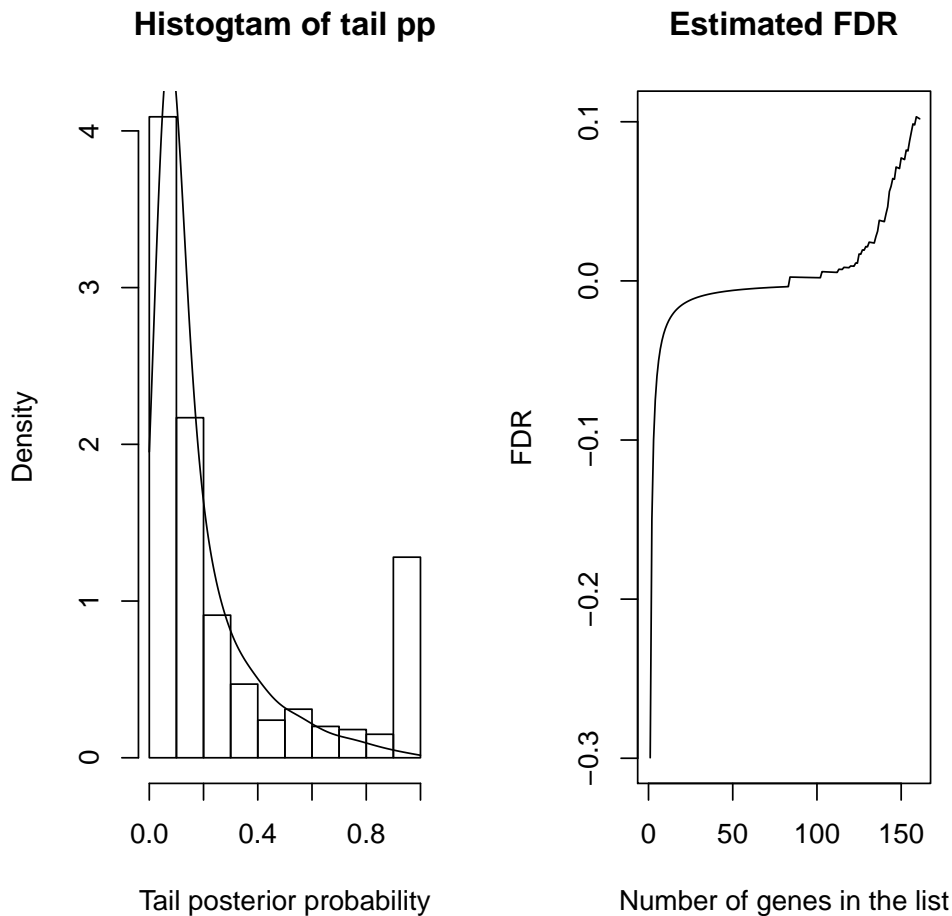 Histogtam of tail pp
Density
0 1 2 3 4
0.0 0.4 0.8
Tail posterior probability
Estimated FDR
FDR
−0.3 −0.2 −0.1 0.0 0.1
0 50 100 150
Number of genes in the list